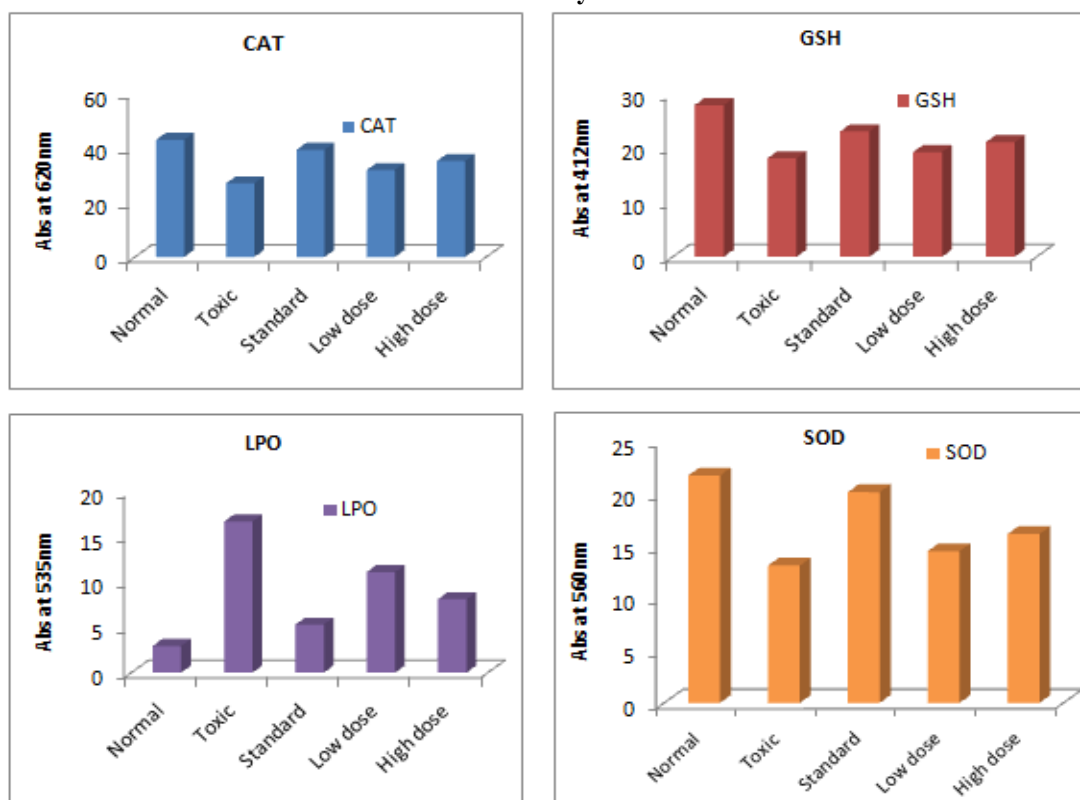 y
CAT
60
40
20
0
Abs at 620nm
CAT
Normal
Toxic
Standard
Low dose
High dose
GSH
30
20
10
0
Abs at 412nm
GSH
Normal
Toxic
Standard
Low dose
High dose
LPO
20
15
10
5
0
Abs at 535nm
LPO
Normal
Toxic
Standard
Low dose
High dose
SOD
25
20
15
10
5
0
Abs at 560nm
SOD
Normal
Toxic
Standard
Low dose
High dose